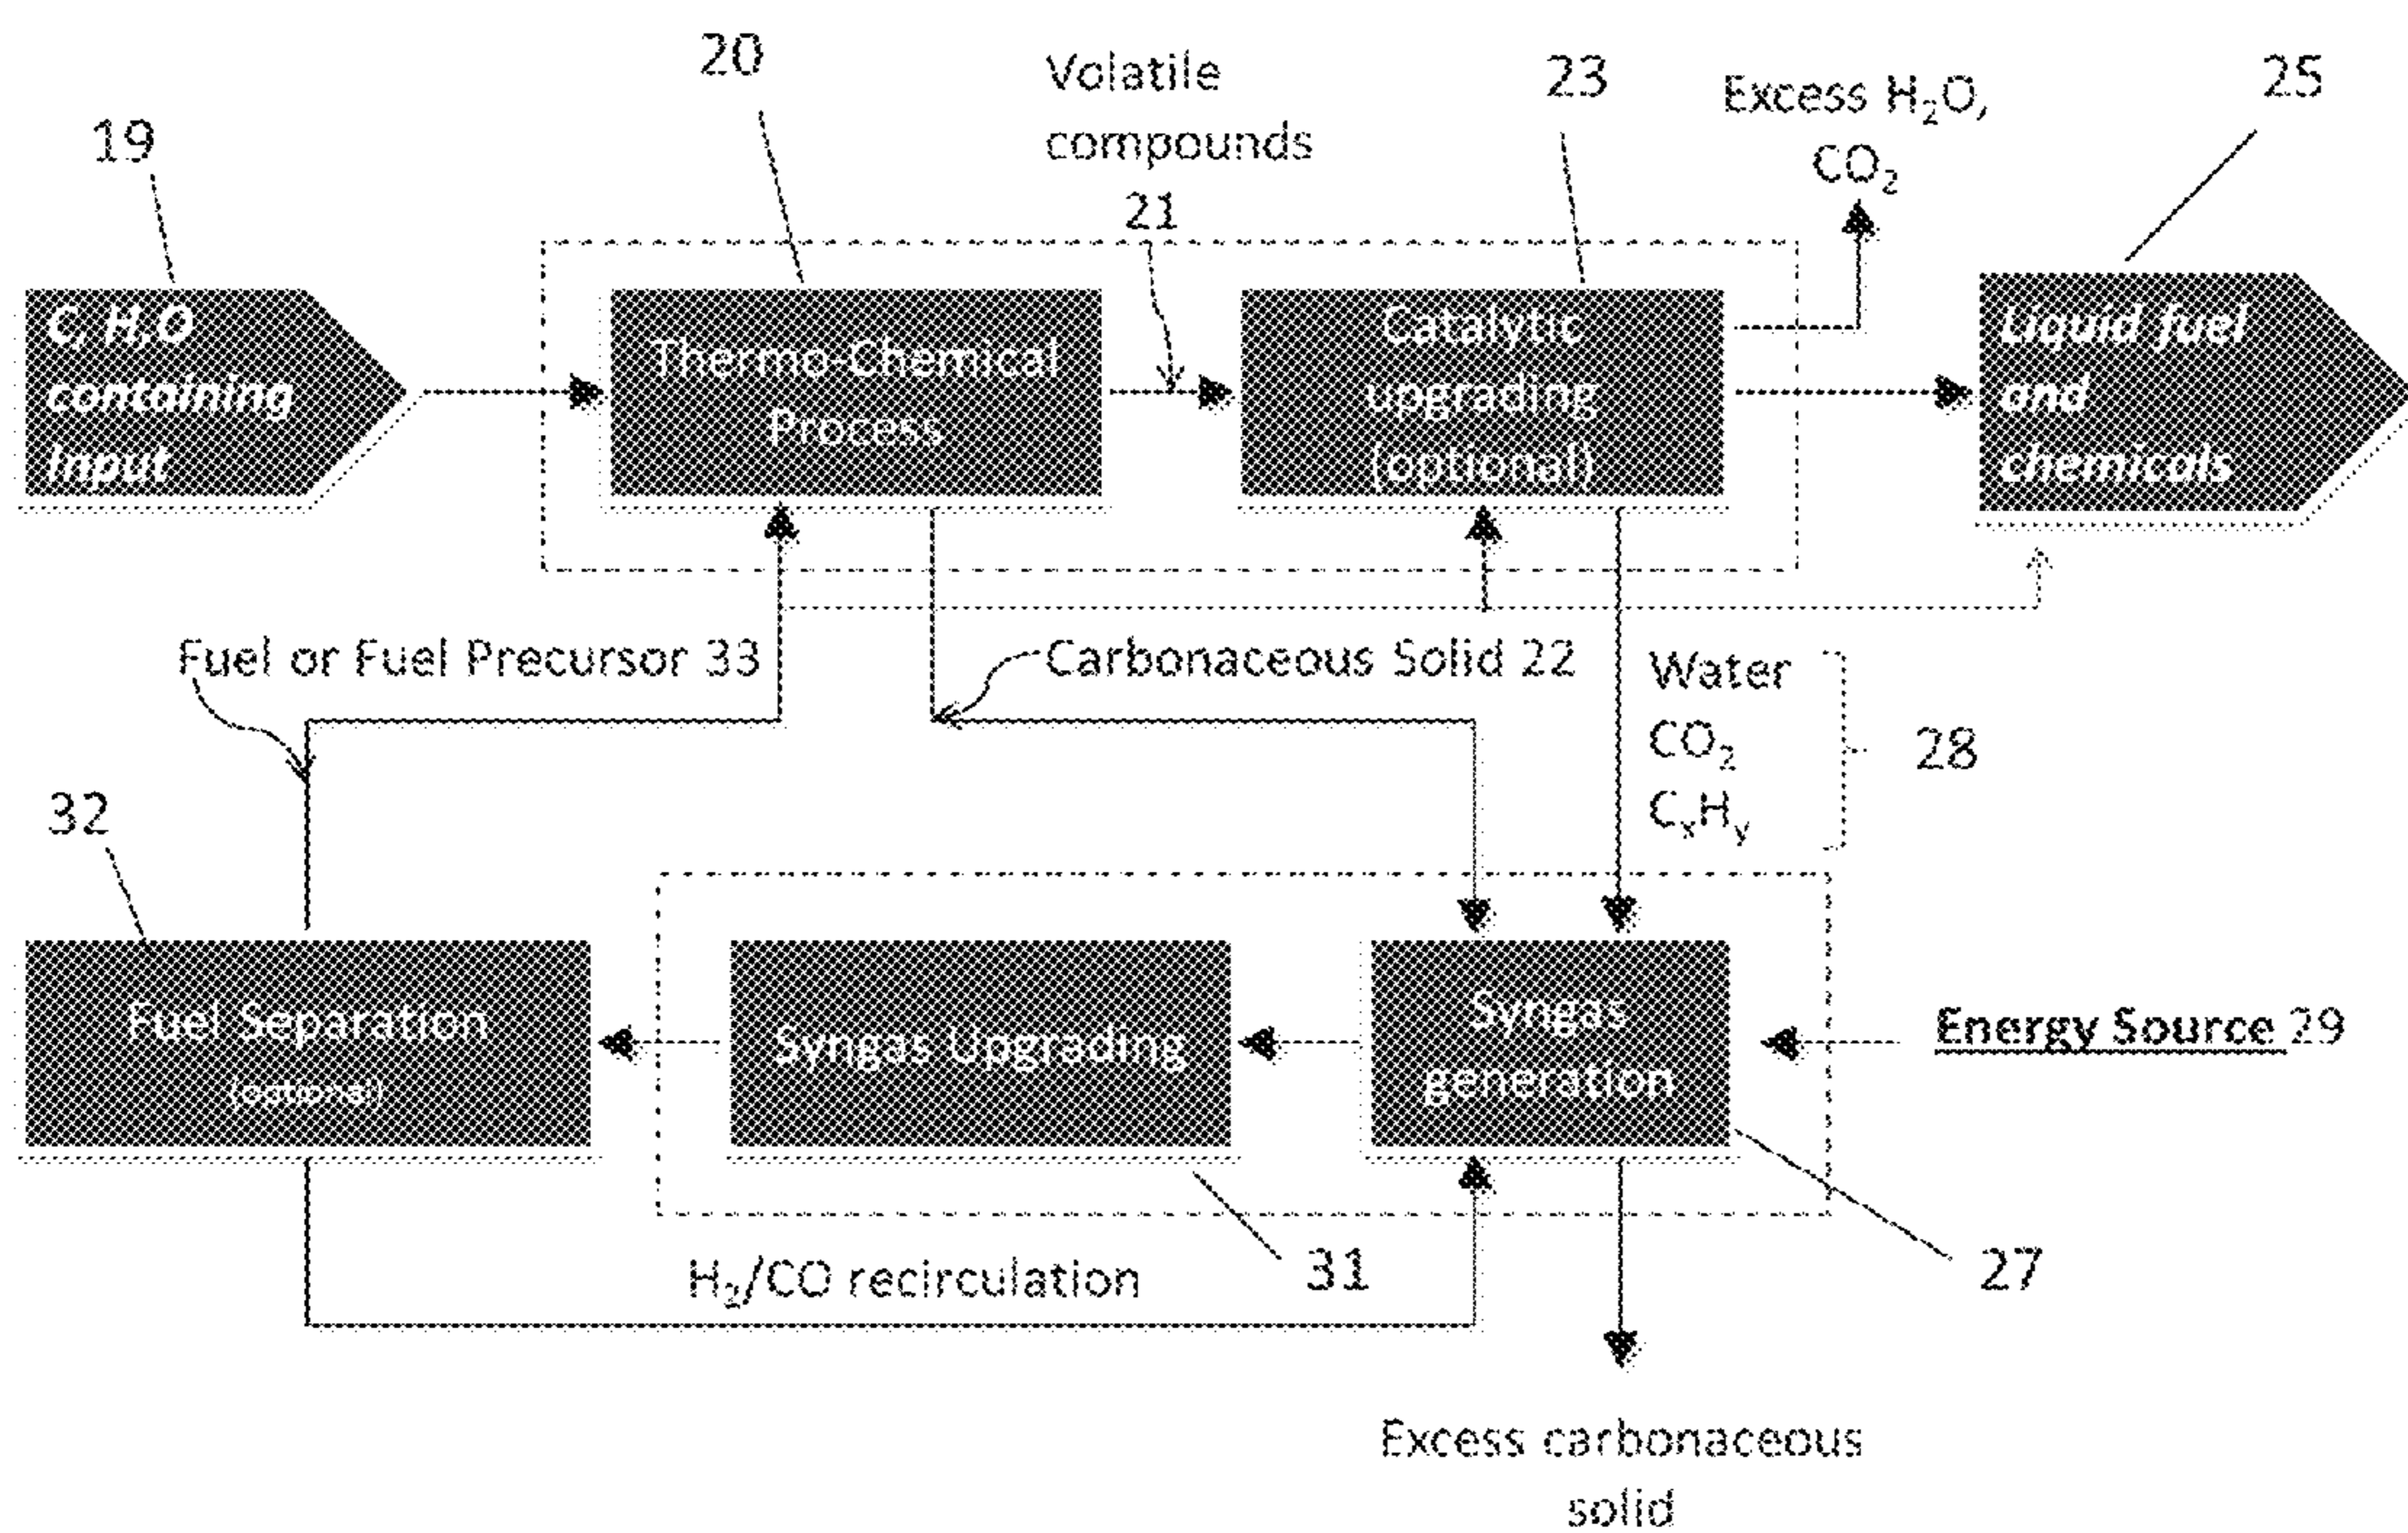 19
20
Volatile
compounds
21
23
Excess H₂O,
CO₂
25
C, H, O
containing
Input
Thermo-Chemical
Process
Catalytic
upgrading
(optional)
Liquid fuel
and
chemicals
Fuel or Fuel Precursor 33
Carbonaceous Solid 22
Water
CO₂
CₓHᵧ
28
32
Fuel Separation
(optional)
Syngas Upgrading
Syngas
generation
Energy Source 29
H₂/CO recirculation
31
27
Excess carbonaceous
solid